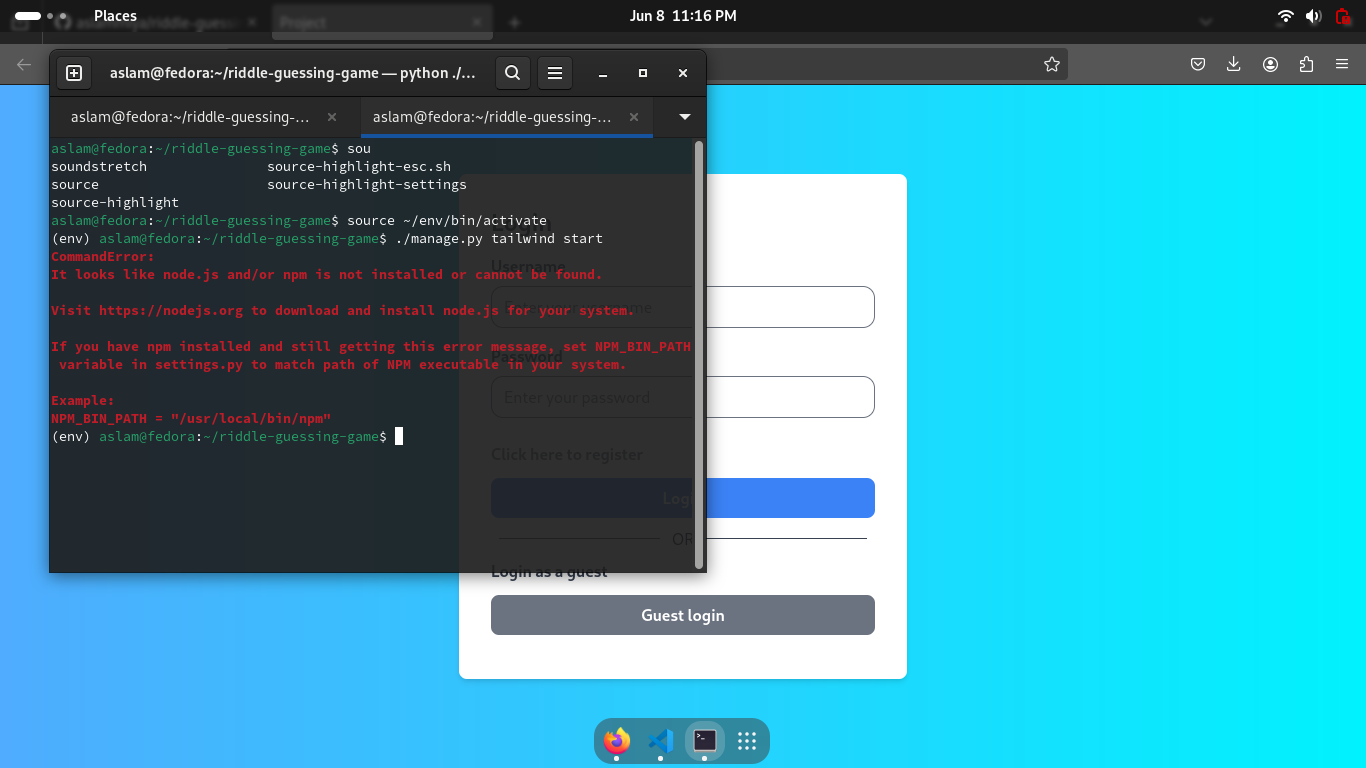 Places
Jun 8 11:16 PM
Project
aslam@fedora:~/riddle-guessing-game — python ./...
aslam@fedora:~/riddle-guessing-...
aslam@fedora:~/riddle-guessing-...
aslam@fedora:~/riddle-guessing-game$ sou
soundstretch source-highlight-esc.sh
source source-highlight-settings
source-highlight
aslam@fedora:~/riddle-guessing-game$ source ~/env/bin/activate
(env) aslam@fedora:~/riddle-guessing-game$ ./manage.py tailwind start
CommandError:
It looks like node.js and/or npm is not installed or cannot be found.
Visit https://nodejs.org to download and install node.js for your system.
If you have npm installed and still getting this error message, set NPM_BIN_PATH
variable in settings.py to match path of NPM executable in your system.
Example:
NPM_BIN_PATH = "/usr/local/bin/npm"
(env) aslam@fedora:~/riddle-guessing-game$
Login
Username
Enter your username
Password
Enter your password
Click here to register
Login
OR
Login as a guest
Guest login